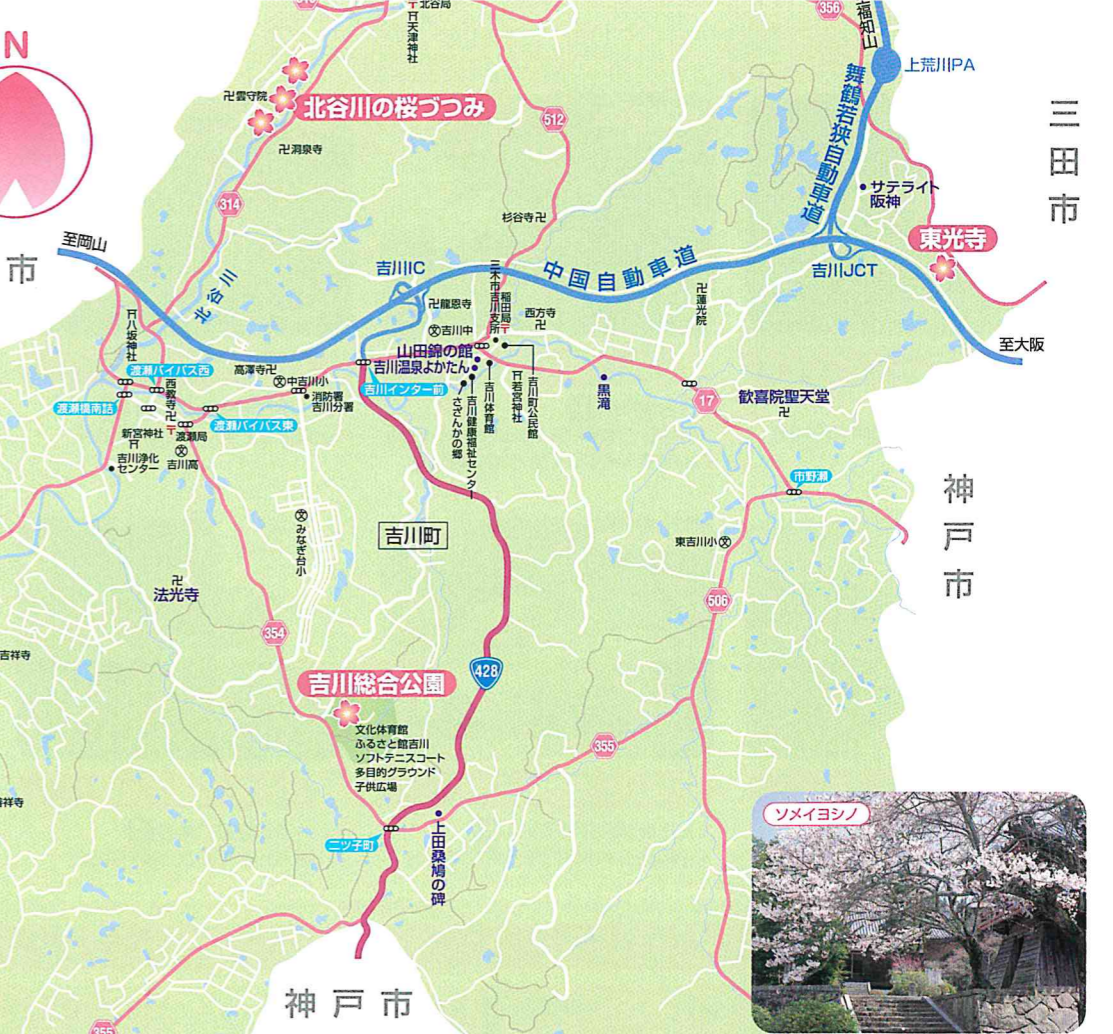 北谷局
〒
天津神社
356
至福知山
上荒川PA
舞鶴若狭自動車道
三田市
N
卍雲守院
北谷川の桜づつみ
512
卍洞泉寺
サテライト
阪神
314
杉谷寺卍
東光寺
至岡山
市
北谷川
吉川IC
中国自動車道
吉川JCT
三木市吉川支所
稲田局
〒
卍龍恩寺
西方寺
卍
卍蓮光院
文吉川中
至大阪
八坂神社
山田錦の館
吉川温泉よかたん
高澤寺卍
渡瀬バイパス西
文中吉川小
消防署
吉川分署
吉川インター前
西教寺卍
渡瀬橋南詰
渡瀬バイパス東
さざんかの郷
吉川健康福祉センター
吉川体育館
若宮神社
吉川町公民館
黒滝
17
歓喜院聖天堂
卍
新宮神社
〒
渡瀬局
文
吉川高
吉川浄化
センター
市野瀬
神戸市
文
みなぎ台小
吉川町
東吉川小文
卍
法光寺
506
354
吉祥寺
428
吉川総合公園
文化体育館
ふるさと館吉川
ソフトテニスコート
多目的グラウンド
子供広場
355
二ツ子町
上田桑鳩の碑
ソメイヨシノ
神戸市
355